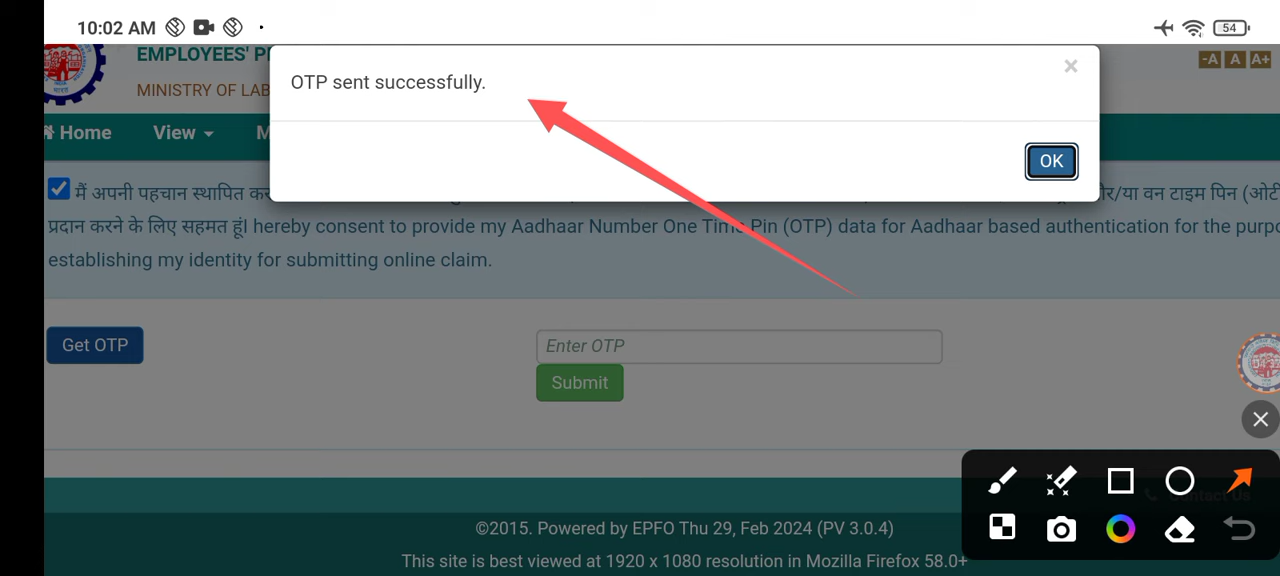 10:02 AM
54
EMPLOYEES' P
MINISTRY OF LAB
-A A A+
OTP sent successfully.
×
OK
Home View M
मैं अपनी पहचान स्थापित कर
र/या वन टाइम पिन (ओटी
प्रदान करने के लिए सहमत हूं। I hereby consent to provide my Aadhaar Number One Time Pin (OTP) data for Aadhaar based authentication for the purpo
establishing my identity for submitting online claim.
Get OTP
Enter OTP
Submit
Contact Us
©2015. Powered by EPFO Thu 29, Feb 2024 (PV 3.0.4)
This site is best viewed at 1920 x 1080 resolution in Mozilla Firefox 58.0+